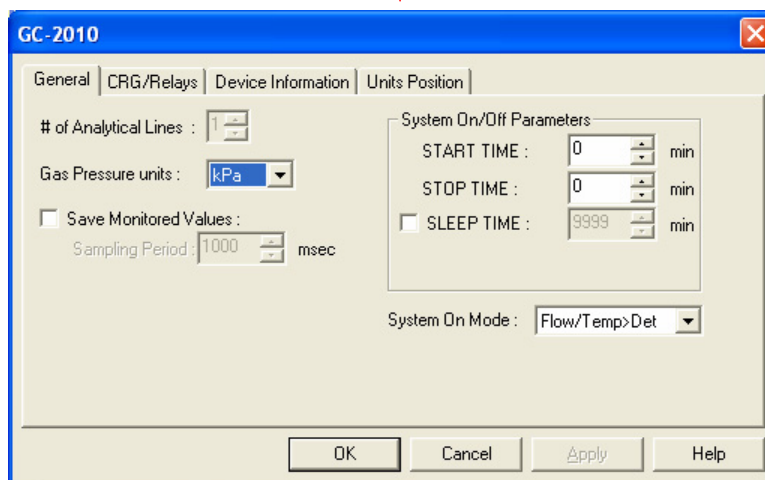 GC-2010
General CRG/Relays Device Information Units Position
# of Analytical Lines : 1
Gas Pressure units : kPa
Save Monitored Values :
Sampling Period : 1000 msec
System On/Off Parameters
START TIME : 0 min
STOP TIME : 0 min
SLEEP TIME : 9999 min
System On Mode : Flow/Temp>Det
OK Cancel Apply Help